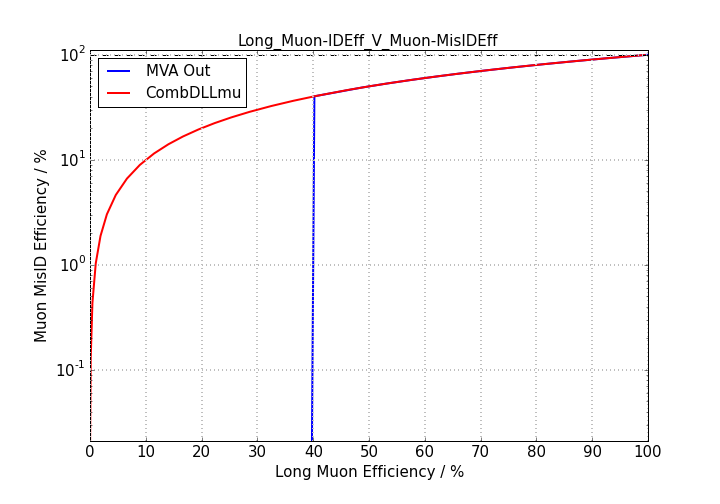 Long_Muon-IDEff_V_Muon-MisIDEff
MVA Out
CombDLLmu
10²
10¹
10⁰
10⁻¹
Muon MisID Efficiency / %
0 10 20 30 40 50 60 70 80 90 100
Long Muon Efficiency / %